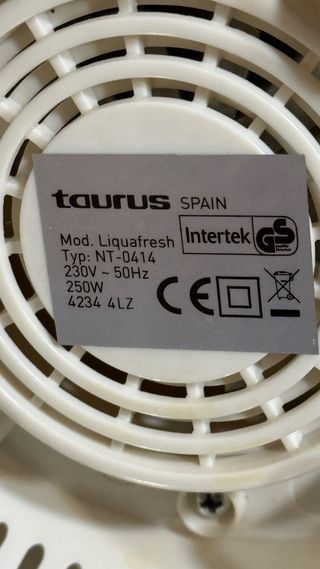 taurus SPAIN
Mod. Liquafresh
Typ: NT-0414
230V ~ 50Hz
250W
4234 4LZ
Intertek GS
CE